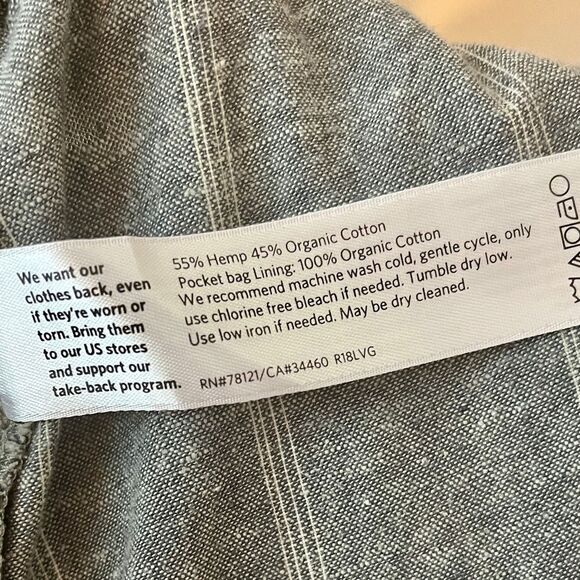 We want our
clothes back, even
if they're worn or
torn. Bring them
to our US stores
and support our
take-back program.
55% Hemp 45% Organic Cotton
Pocket bag Lining: 100% Organic Cotton
We recommend machine wash cold, gentle cycle, only
use chlorine free bleach if needed. Tumble dry low.
Use low iron if needed. May be dry cleaned.
RN#78121/CA#34460 R18LVG